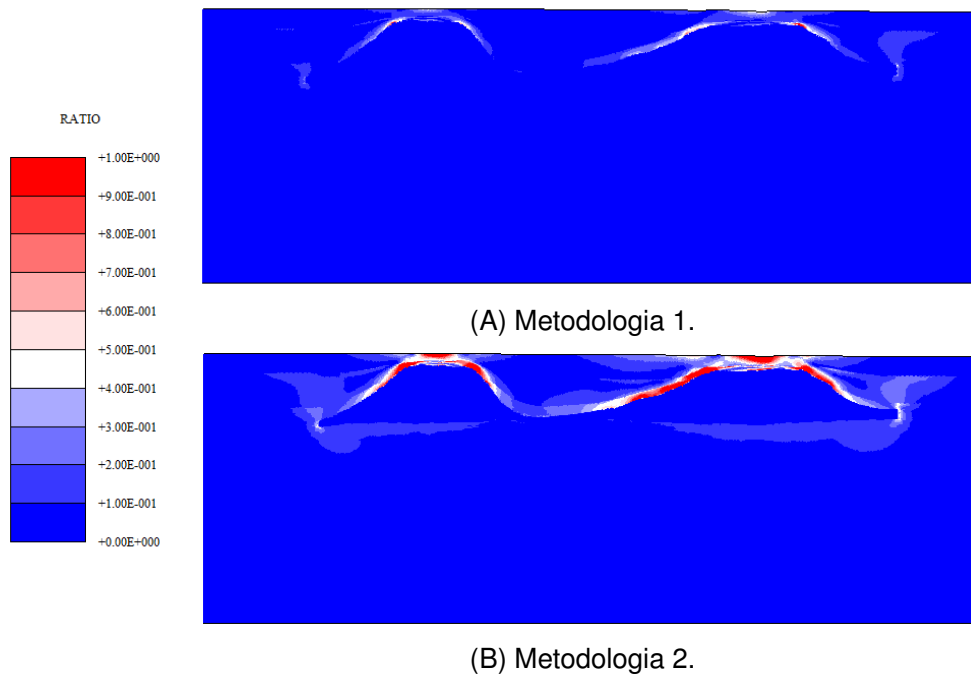 RATIO
+1.00E+000
+9.00E-001
+8.00E-001
+7.00E-001
+6.00E-001
+5.00E-001
+4.00E-001
+3.00E-001
+2.00E-001
+1.00E-001
+0.00E+000
(A) Metodologia 1.
(B) Metodologia 2.